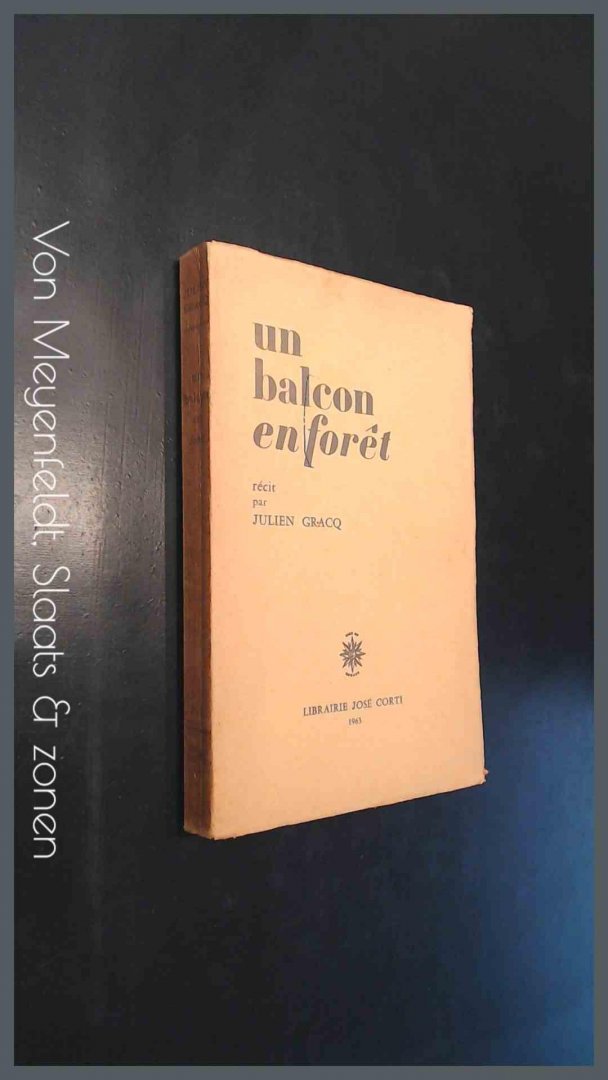 un
balcon
en forêt
récit
par
JULIEN GRACQ
LIBRAIRIE JOSÉ CORTI
1963
Von Meyenfeldt, Slaats & zonen